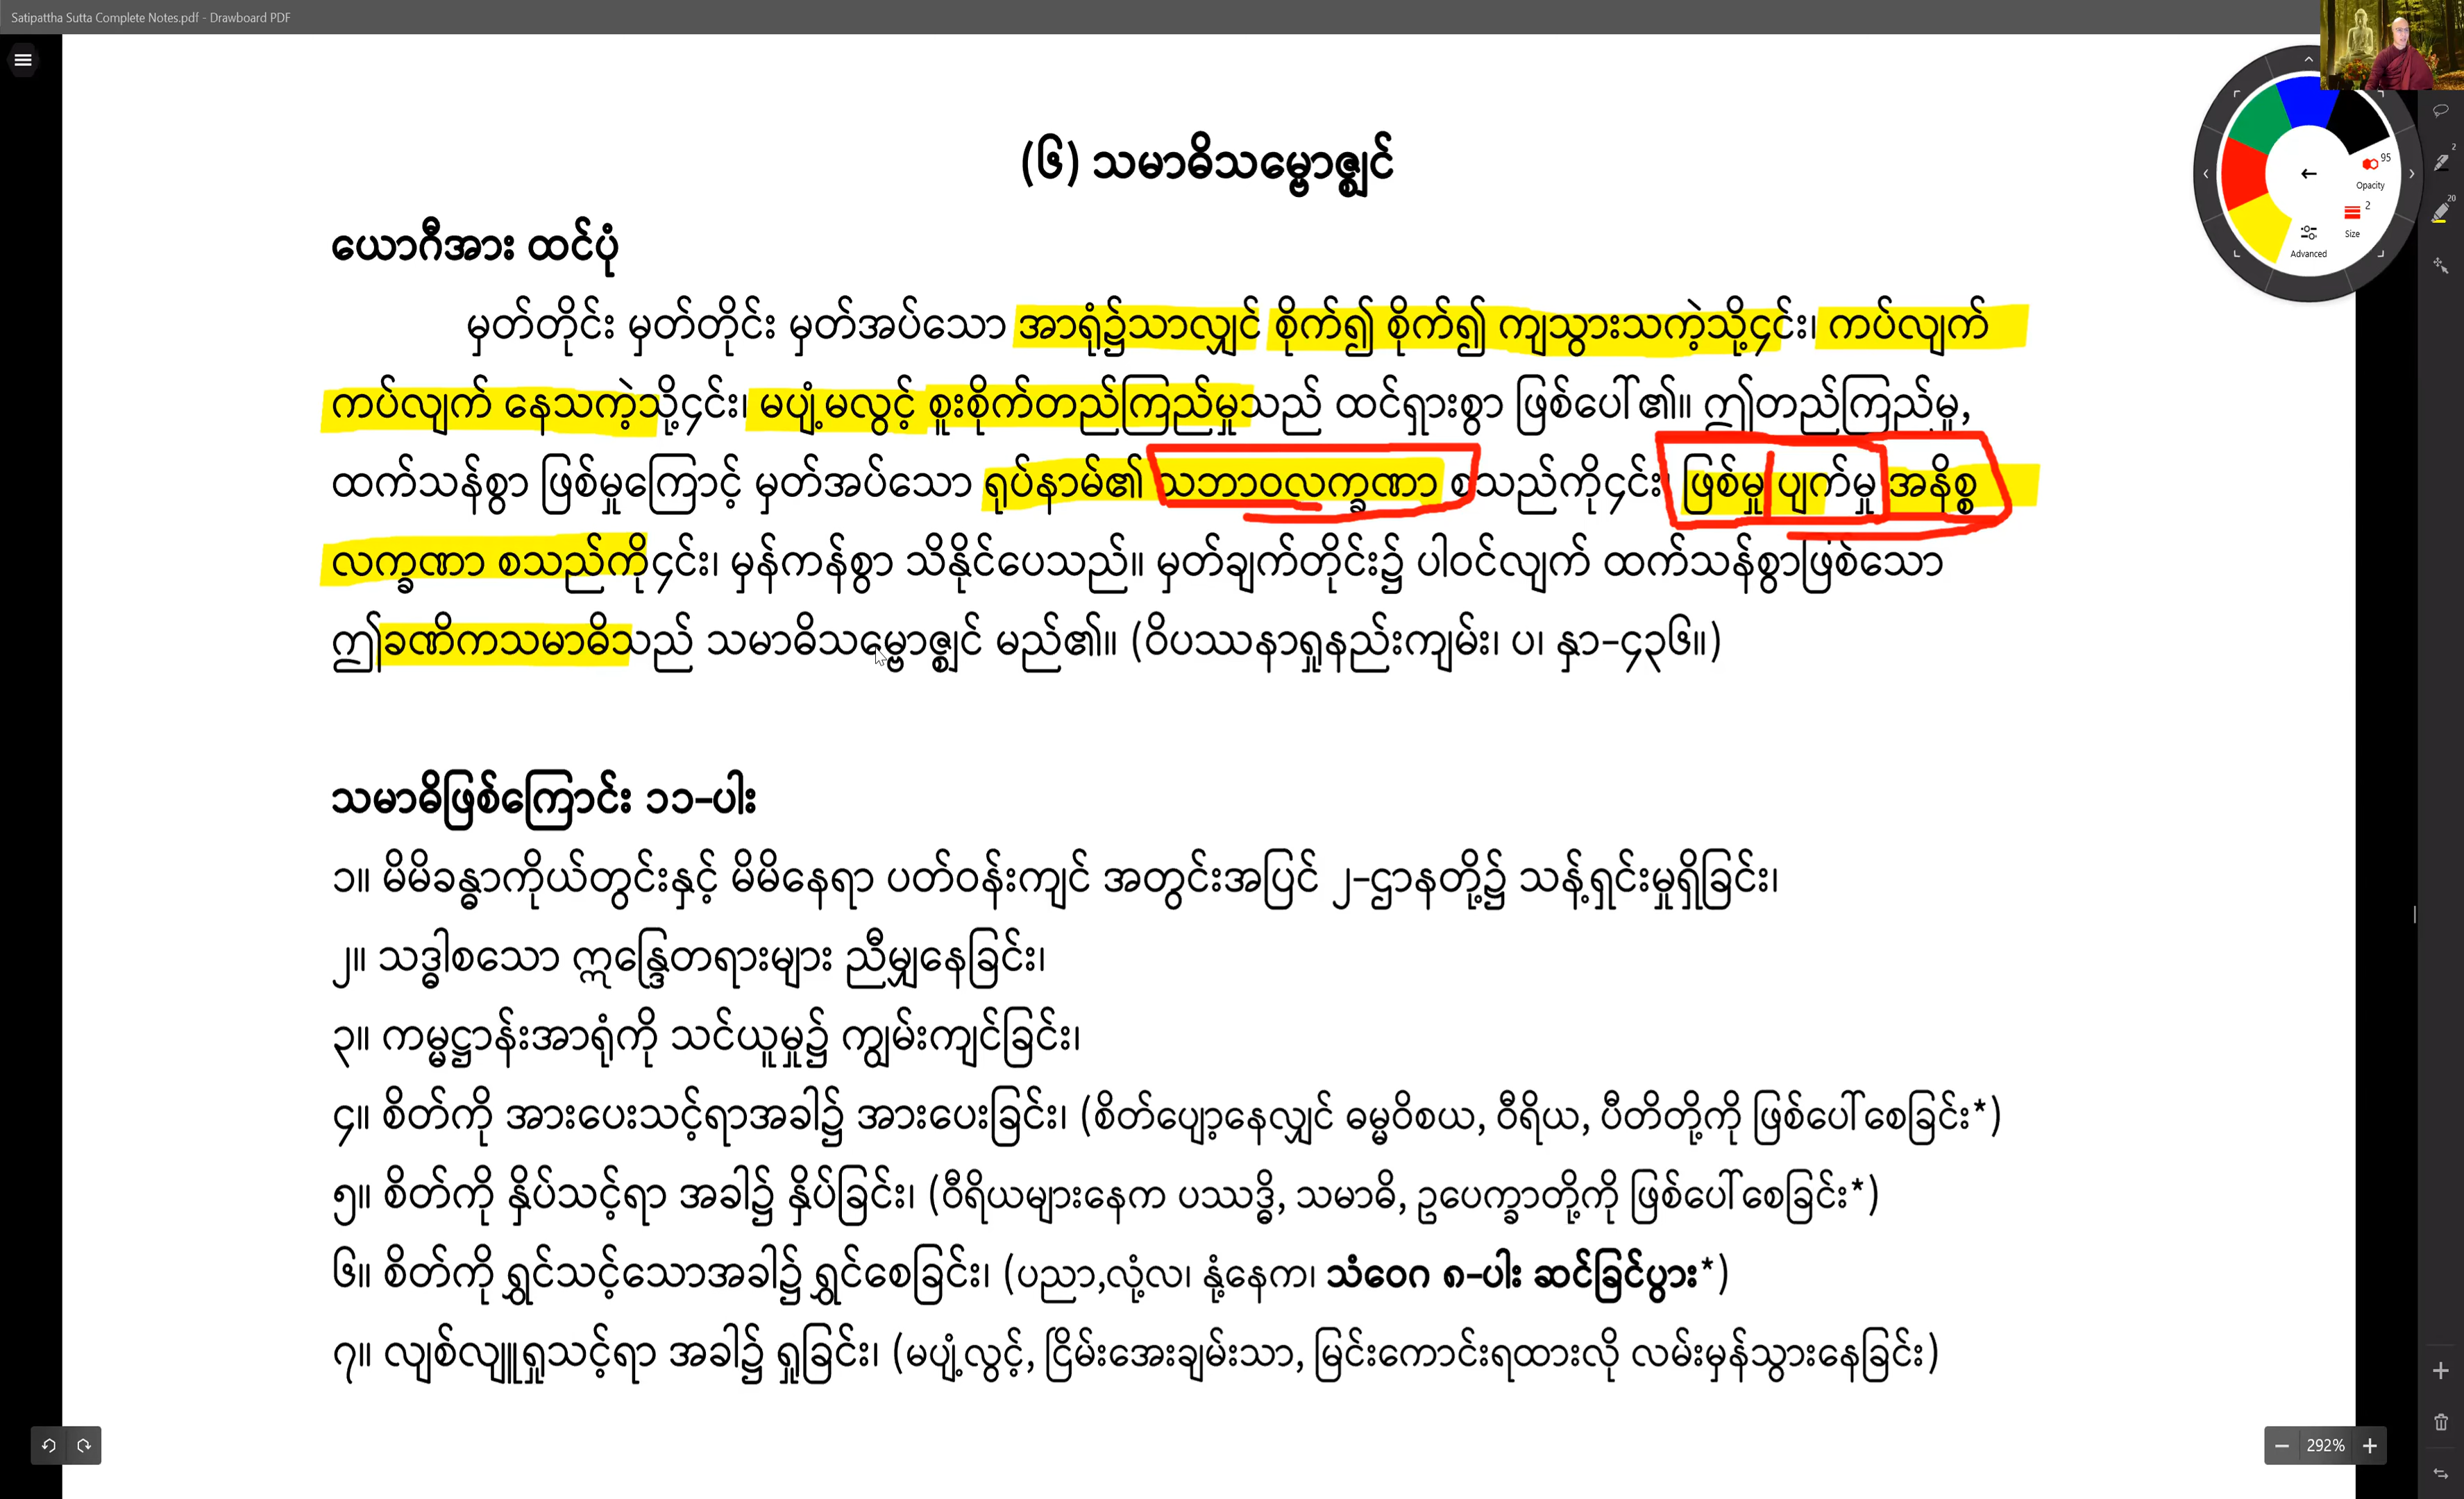 Satipattha Sutta Complete Notes.pdf - Drawboard PDF
(၆) သမာဓိသမ္ဗောဇ္ဈင်
ယောဂီအား ထင်ပုံ
မှတ်တိုင်း မှတ်တိုင်း မှတ်အပ်သော အာရုံ၌သာလျှင် စိုက်၍ စိုက်၍ ကျသွားသကဲ့သို့၎င်း၊ ကပ်လျက်
ကပ်လျက် နေသကဲ့သို့၎င်း၊ မပျံ့မလွင့် စူးစိုက်တည်ကြည်မှုသည် ထင်ရှားစွာ ဖြစ်ပေါ်၏။ ဤတည်ကြည်မှု,
ထက်သန်စွာ ဖြစ်မှုကြောင့် မှတ်အပ်သော ရုပ်နာမ်၏ သဘာဝလက္ခဏာ စသည်ကို၎င်း၊ ဖြစ်မှု ပျက်မှု အနိစ္စ
လက္ခဏာ စသည်ကို၎င်း၊ မှန်ကန်စွာ သိနိုင်ပေသည်။ မှတ်ချက်တိုင်း၌ ပါဝင်လျက် ထက်သန်စွာဖြစ်သော
ဤခဏိကသမာဓိသည် သမာဓိသမ္ဗောဇ္ဈင် မည်၏။ (ဝိပဿနာရှုနည်းကျမ်း၊ ပ၊ နှာ-၄၃၆။)
သမာဓိဖြစ်ကြောင်း ၁၁-ပါး
၁။ မိမိခန္ဓာကိုယ်တွင်းနှင့် မိမိနေရာ ပတ်ဝန်းကျင် အတွင်းအပြင် ၂-ဌာနတို့၌ သန့်ရှင်းမှုရှိခြင်း၊
၂။ သဒ္ဓါစသော ဣန္ဒြေတရားများ ညီမျှနေခြင်း၊
၃။ ကမ္မဋ္ဌာန်းအာရုံကို သင်ယူမှု၌ ကျွမ်းကျင်ခြင်း၊
၄။ စိတ်ကို အားပေးသင့်ရာအခါ၌ အားပေးခြင်း၊ (စိတ်ပျော့နေလျှင် ဓမ္မဝိစယ, ဝီရိယ, ပီတိတို့ကို ဖြစ်ပေါ်စေခြင်း*)
၅။ စိတ်ကို နှိပ်သင့်ရာ အခါ၌ နှိပ်ခြင်း၊ (ဝီရိယများနေက ပဿဒ္ဓိ, သမာဓိ, ဥပေက္ခာတို့ကို ဖြစ်ပေါ်စေခြင်း*)
၆။ စိတ်ကို ရွှင်သင့်သောအခါ၌ ရွှင်စေခြင်း၊ (ပညာ,လုံ့လ၊ နုံ့နေက၊ သံဝေဂ ၈-ပါး ဆင်ခြင်ပွား*)
၇။ လျစ်လျူရှုသင့်ရာ အခါ၌ ရှုခြင်း၊ (မပျံ့လွင့်, ငြိမ်းအေးချမ်းသာ, မြင်းကောင်းရထားလို လမ်းမှန်သွားနေခြင်း)
95
Opacity
2
Size
Advanced
2
20
292%